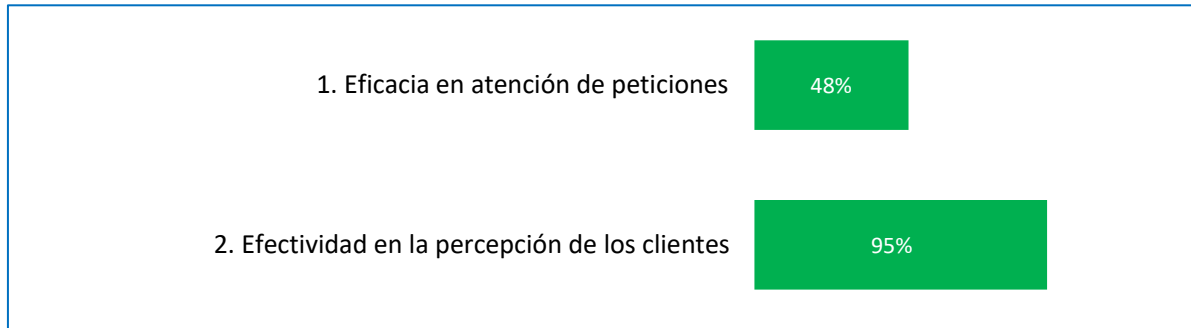 1. Eficacia en atención de peticiones
48%
2. Efectividad en la percepción de los clientes
95%